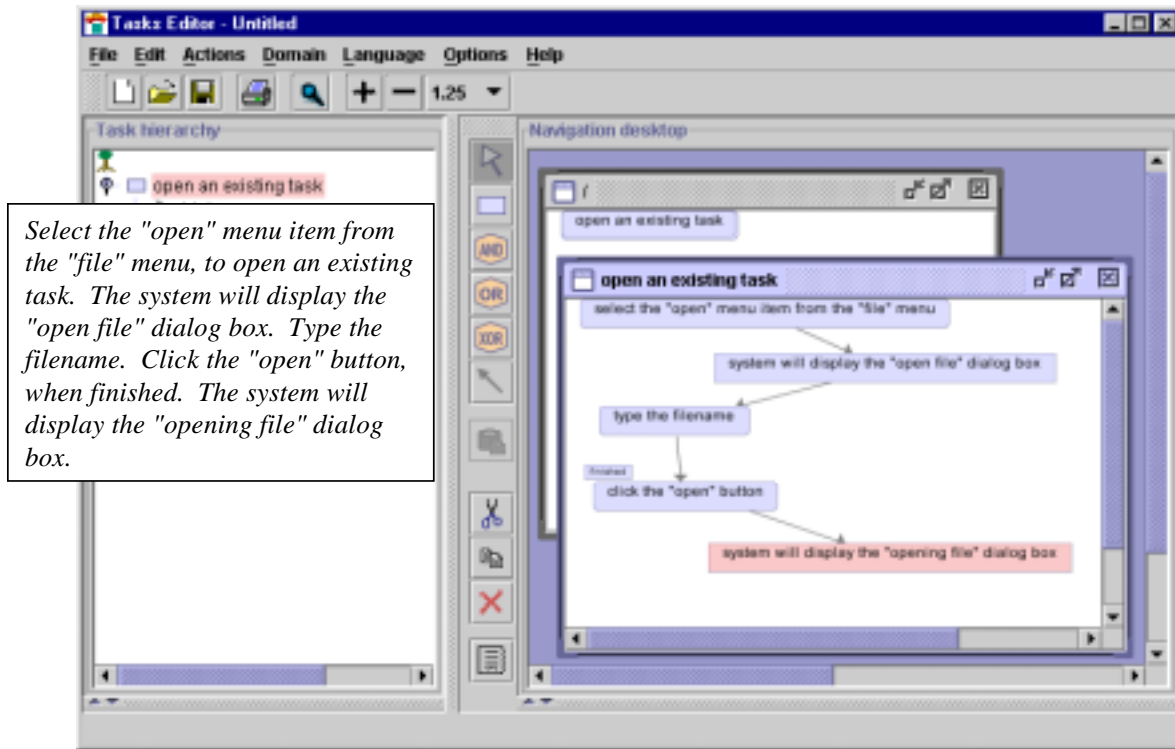 Tasks Editor - Untitled
File Edit Actions Domain Language Options Help
1.25
Task hierarchy
open an existing task
Select the "open" menu item from
the "file" menu, to open an existing
task. The system will display the
"open file" dialog box. Type the
filename. Click the "open" button,
when finished. The system will
display the "opening file" dialog
box.
AND
OR
XOR
Navigation desktop
/
open an existing task
open an existing task
select the "open" menu item from the "file" menu
system will display the "open file" dialog box
type the filename
finished
click the "open" button
system will display the "opening file" dialog box